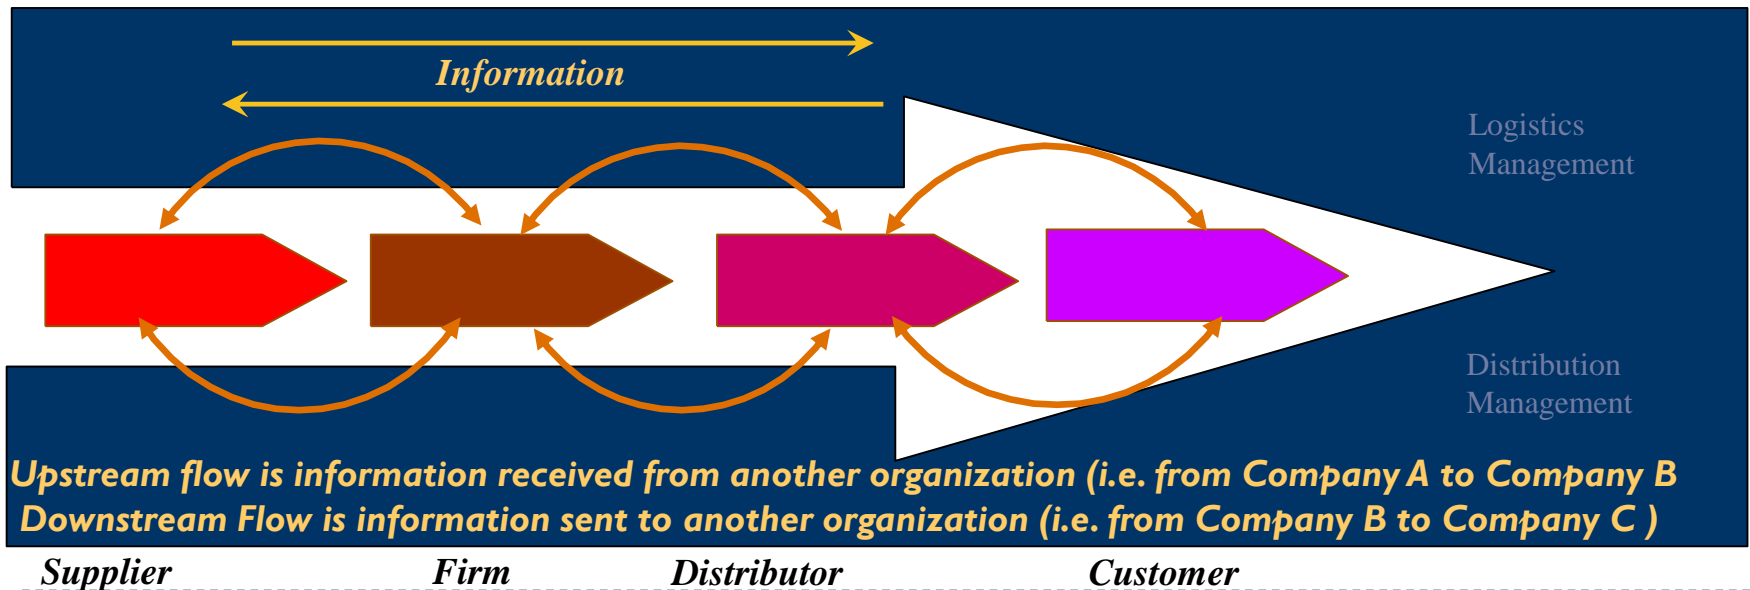 Information
Logistics
Management
Distribution
Management
Upstream flow is information received from another organization (i.e. from Company A to Company B
Downstream Flow is information sent to another organization (i.e. from Company B to Company C )
Supplier Firm Distributor Customer